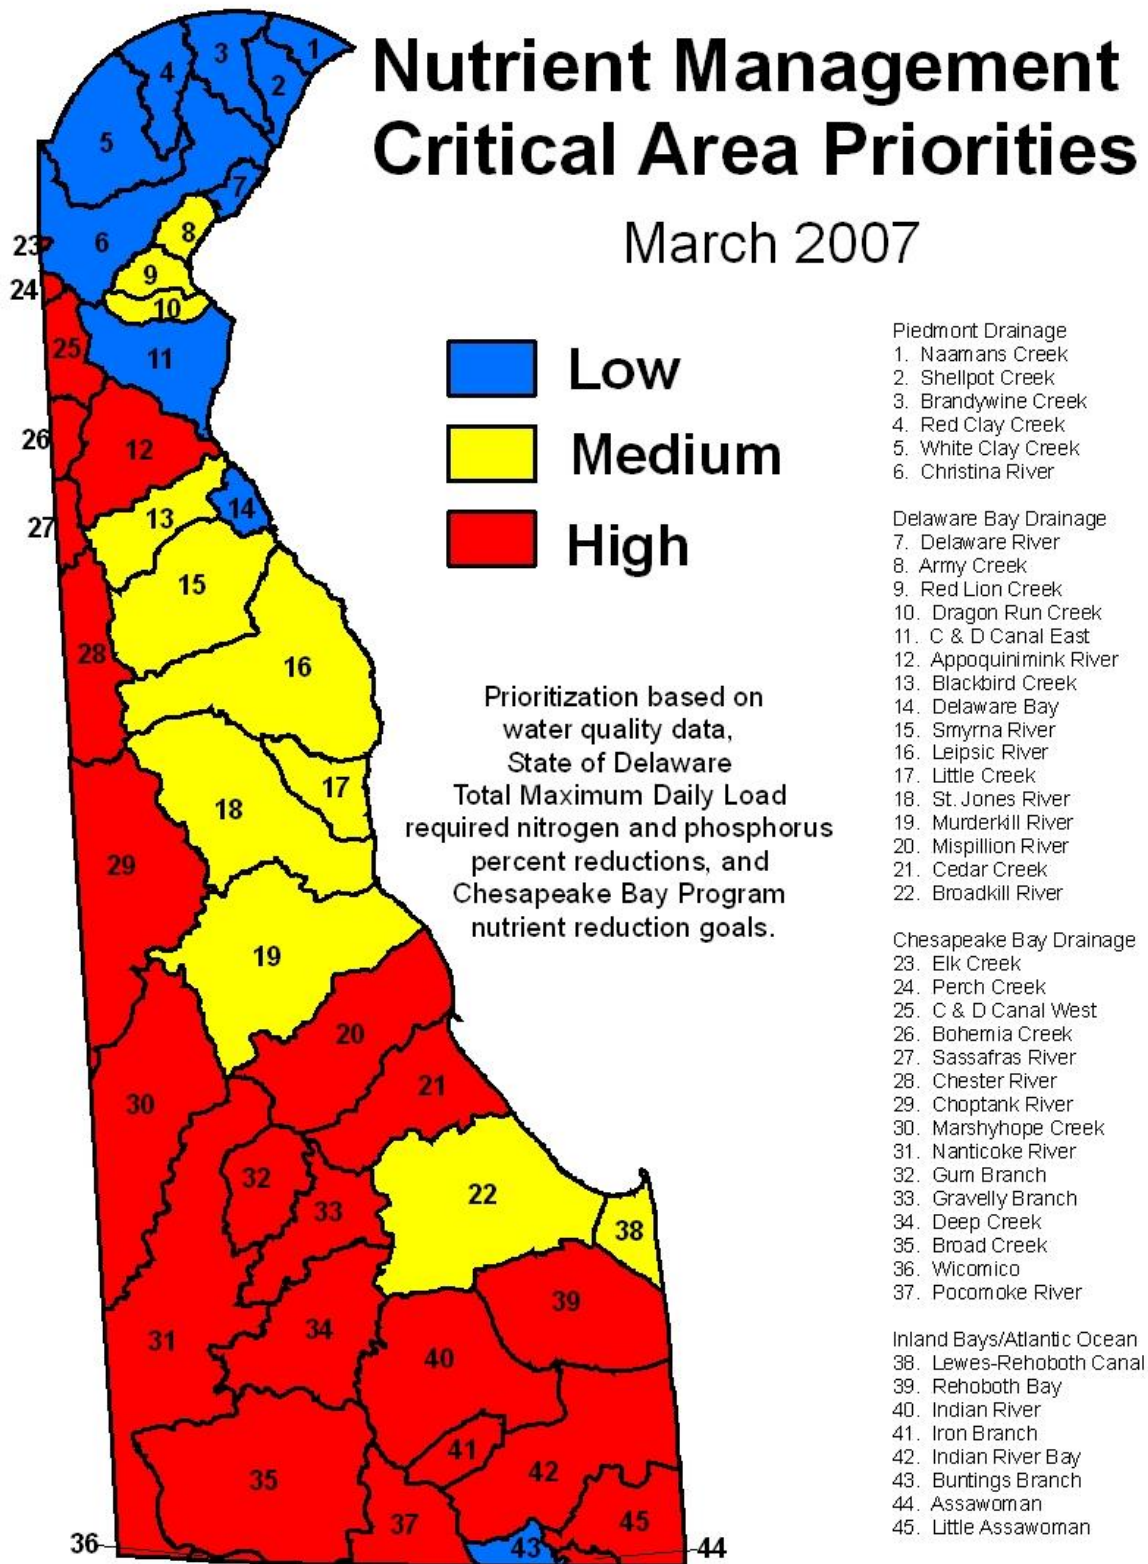 Nutrient Management
Critical Area Priorities
March 2007
Low
Medium
High
Prioritization based on
water quality data,
State of Delaware
Total Maximum Daily Load
required nitrogen and phosphorus
percent reductions, and
Chesapeake Bay Program
nutrient reduction goals.
Piedmont Drainage
1. Naamans Creek
2. Shellpot Creek
3. Brandywine Creek
4. Red Clay Creek
5. White Clay Creek
6. Christina River
Delaware Bay Drainage
7. Delaware River
8. Army Creek
9. Red Lion Creek
10. Dragon Run Creek
11. C & D Canal East
12. Appoquinimink River
13. Blackbird Creek
14. Delaware Bay
15. Smyrna River
16. Leipsic River
17. Little Creek
18. St. Jones River
19. Murderkill River
20. Mispillion River
21. Cedar Creek
22. Broadkill River
Chesapeake Bay Drainage
23. Elk Creek
24. Perch Creek
25. C & D Canal West
26. Bohemia Creek
27. Sassafras River
28. Chester River
29. Choptank River
30. Marshyhope Creek
31. Nanticoke River
32. Gum Branch
33. Gravelly Branch
34. Deep Creek
35. Broad Creek
36. Wicomico
37. Pocomoke River
Inland Bays/Atlantic Ocean
38. Lewes-Rehoboth Canal
39. Rehoboth Bay
40. Indian River
41. Iron Branch
42. Indian River Bay
43. Buntings Branch
44. Assawoman
45. Little Assawoman
1
2
3
4
5
6
7
8
9
10
11
12
13
14
15
16
17
18
19
20
21
22
23
24
25
26
27
28
29
30
31
32
33
34
35
36
37
38
39
40
41
42
43
44
45